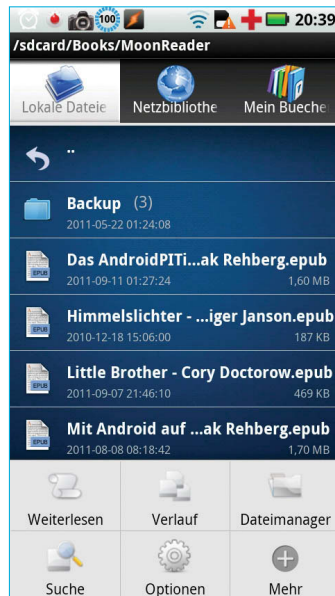 100
20:39
/sdcard/Books/MoonReader
Lokale Dateie
Netzbibliothe
Mein Bueche
..
Backup (3)
2011-05-22 01:24:08
EPUB
Das AndroidPITi...ak Rehberg.epub
2011-09-11 01:27:24 1,60 MB
EPUB
Himmelslichter - ...iger Janson.epub
2010-12-18 15:06:00 187 KB
EPUB
Little Brother - Cory Doctorow.epub
2011-09-07 21:46:10 469 KB
EPUB
Mit Android auf ...ak Rehberg.epub
2011-08-08 08:18:42 1,70 MB
Weiterlesen Verlauf Dateimanager
Suche Optionen Mehr